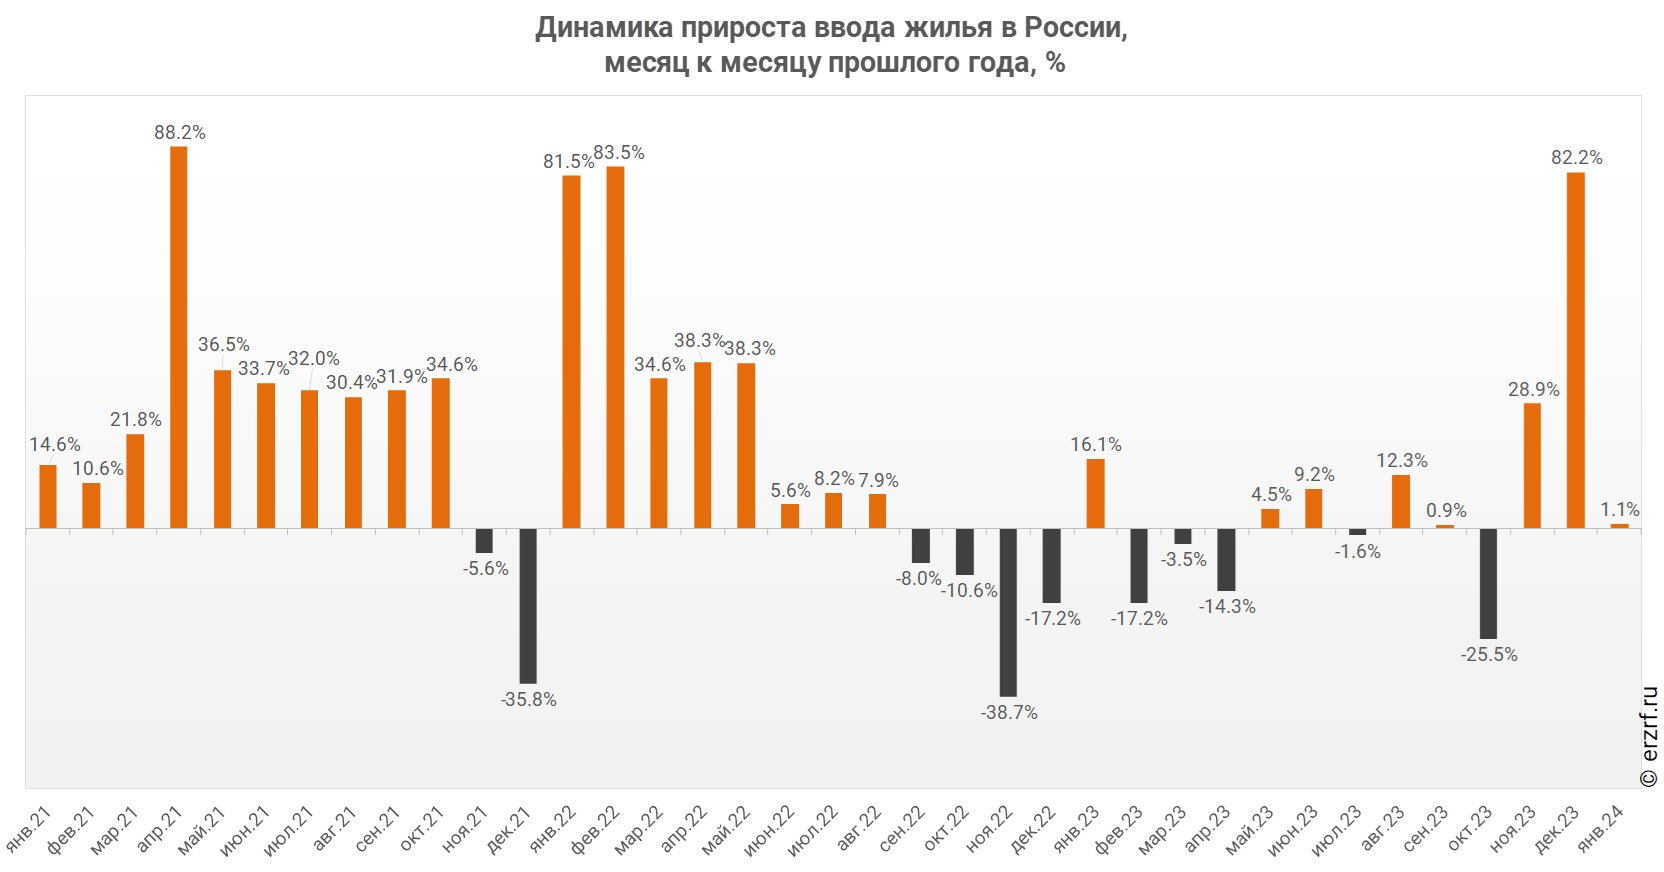 Динамика прироста ввода жилья в России,
месяц к месяцу прошлого года, %
14.6%
10.6%
21.8%
88.2%
36.5%
33.7%
32.0%
30.4%
31.9%
34.6%
-5.6%
-35.8%
81.5%
83.5%
34.6%
38.3%
38.3%
5.6%
8.2%
7.9%
-8.0%
-10.6%
-38.7%
-17.2%
16.1%
-17.2%
-3.5%
-14.3%
4.5%
9.2%
-1.6%
12.3%
0.9%
-25.5%
28.9%
82.2%
1.1%
янв.21
фев.21
мар.21
апр.21
май.21
июн.21
июл.21
авг.21
сен.21
окт.21
ноя.21
дек.21
янв.22
фев.22
мар.22
апр.22
май.22
июн.22
июл.22
авг.22
сен.22
окт.22
ноя.22
дек.22
янв.23
фев.23
мар.23
апр.23
май.23
июн.23
июл.23
авг.23
сен.23
окт.23
ноя.23
дек.23
янв.24
© erzrf.ru